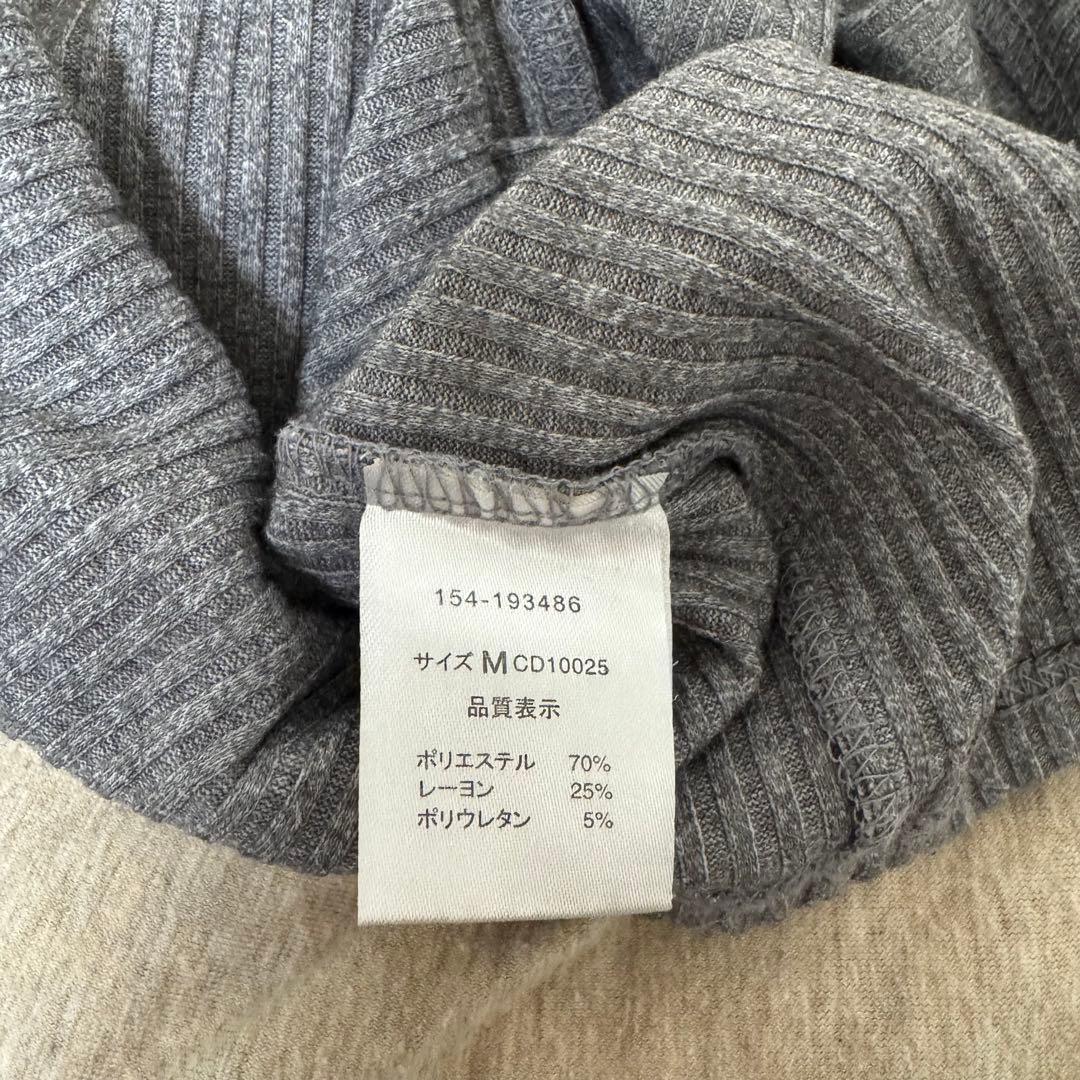 154-193486
サイズ M CD10025
品質表示
ポリエステル 70%
レーヨン 25%
ポリウレタン 5%